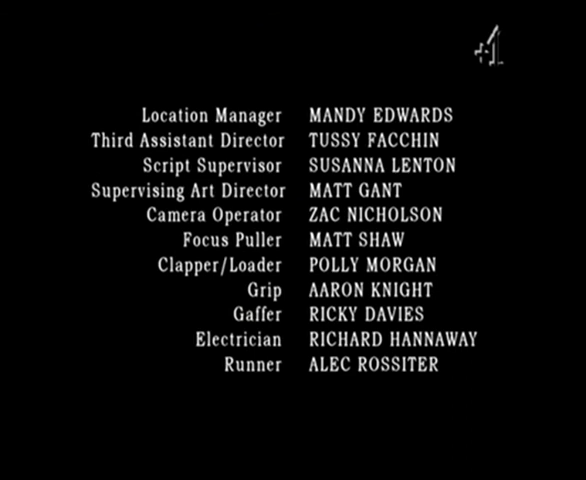 +1
Location Manager MANDY EDWARDS
Third Assistant Director TUSSY FACCHIN
Script Supervisor SUSANNA LENTON
Supervising Art Director MATT GANT
Camera Operator ZAC NICHOLSON
Focus Puller MATT SHAW
Clapper/Loader POLLY MORGAN
Grip AARON KNIGHT
Gaffer RICKY DAVIES
Electrician RICHARD HANNAWAY
Runner ALEC ROSSITER